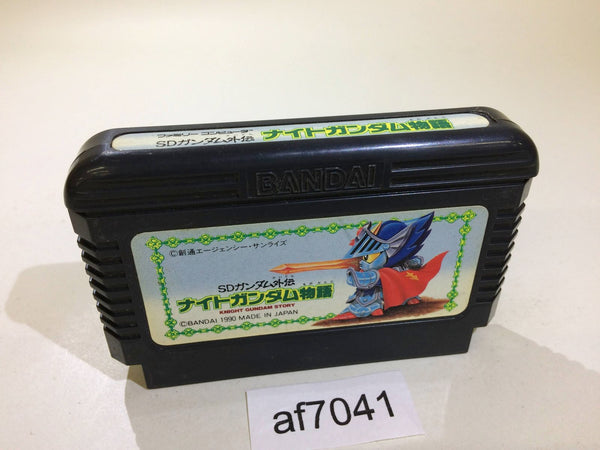 ファミリー コンピュータ
SDガンダム外伝 ナイトガンダム物語
BANDAI
©創通エージェンシー・サンライズ
SDガンダム外伝
ナイトガンダム物語
KNIGHT GUNDAM STORY
©BANDAI 1990 MADE IN JAPAN
af7041